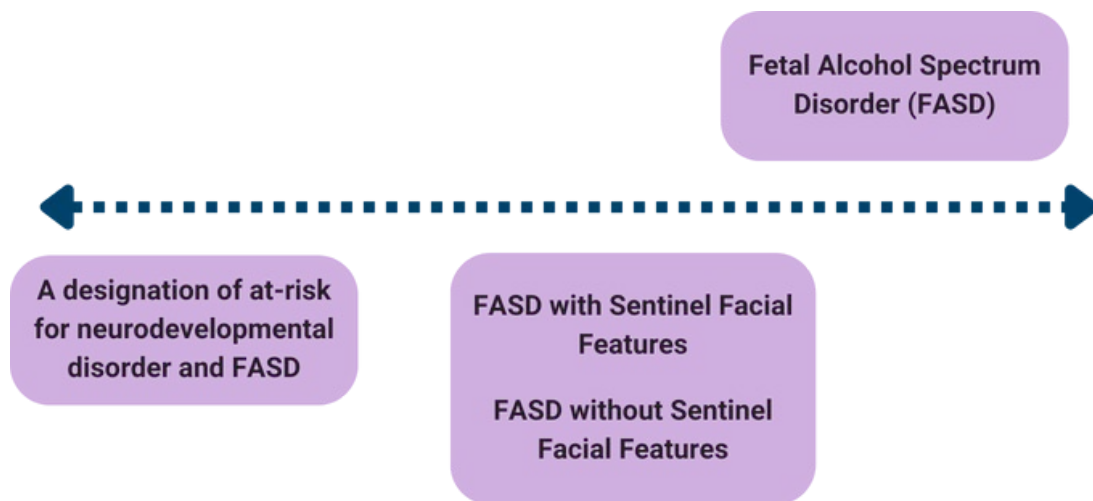 Fetal Alcohol Spectrum
Disorder (FASD)
A designation of at-risk
for neurodevelopmental
disorder and FASD
FASD with Sentinel Facial
Features
FASD without Sentinel
Facial Features